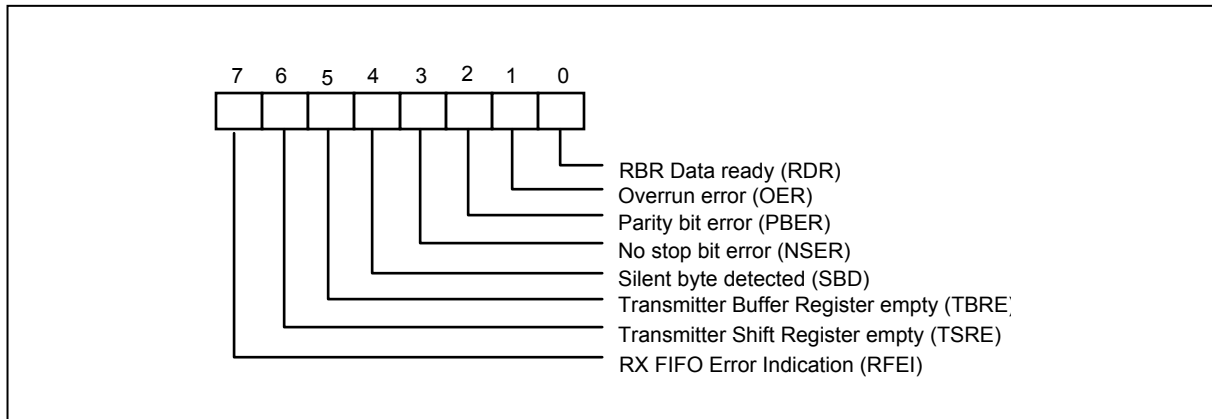 7 6 5 4 3 2 1 0
RBR Data ready (RDR)
Overrun error (OER)
Parity bit error (PBER)
No stop bit error (NSER)
Silent byte detected (SBD)
Transmitter Buffer Register empty (TBRE)
Transmitter Shift Register empty (TSRE)
RX FIFO Error Indication (RFEI)